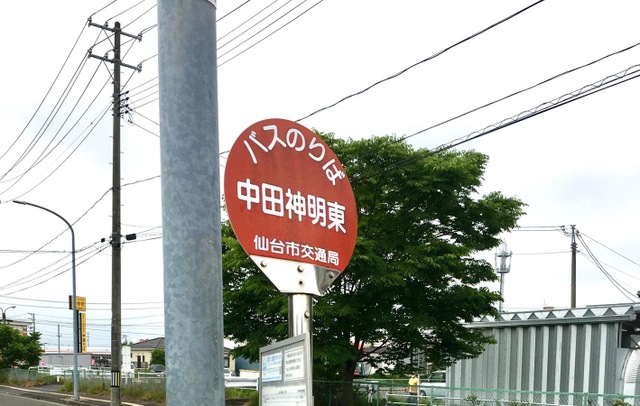 バスのりば
中田神明東
仙台市交通局